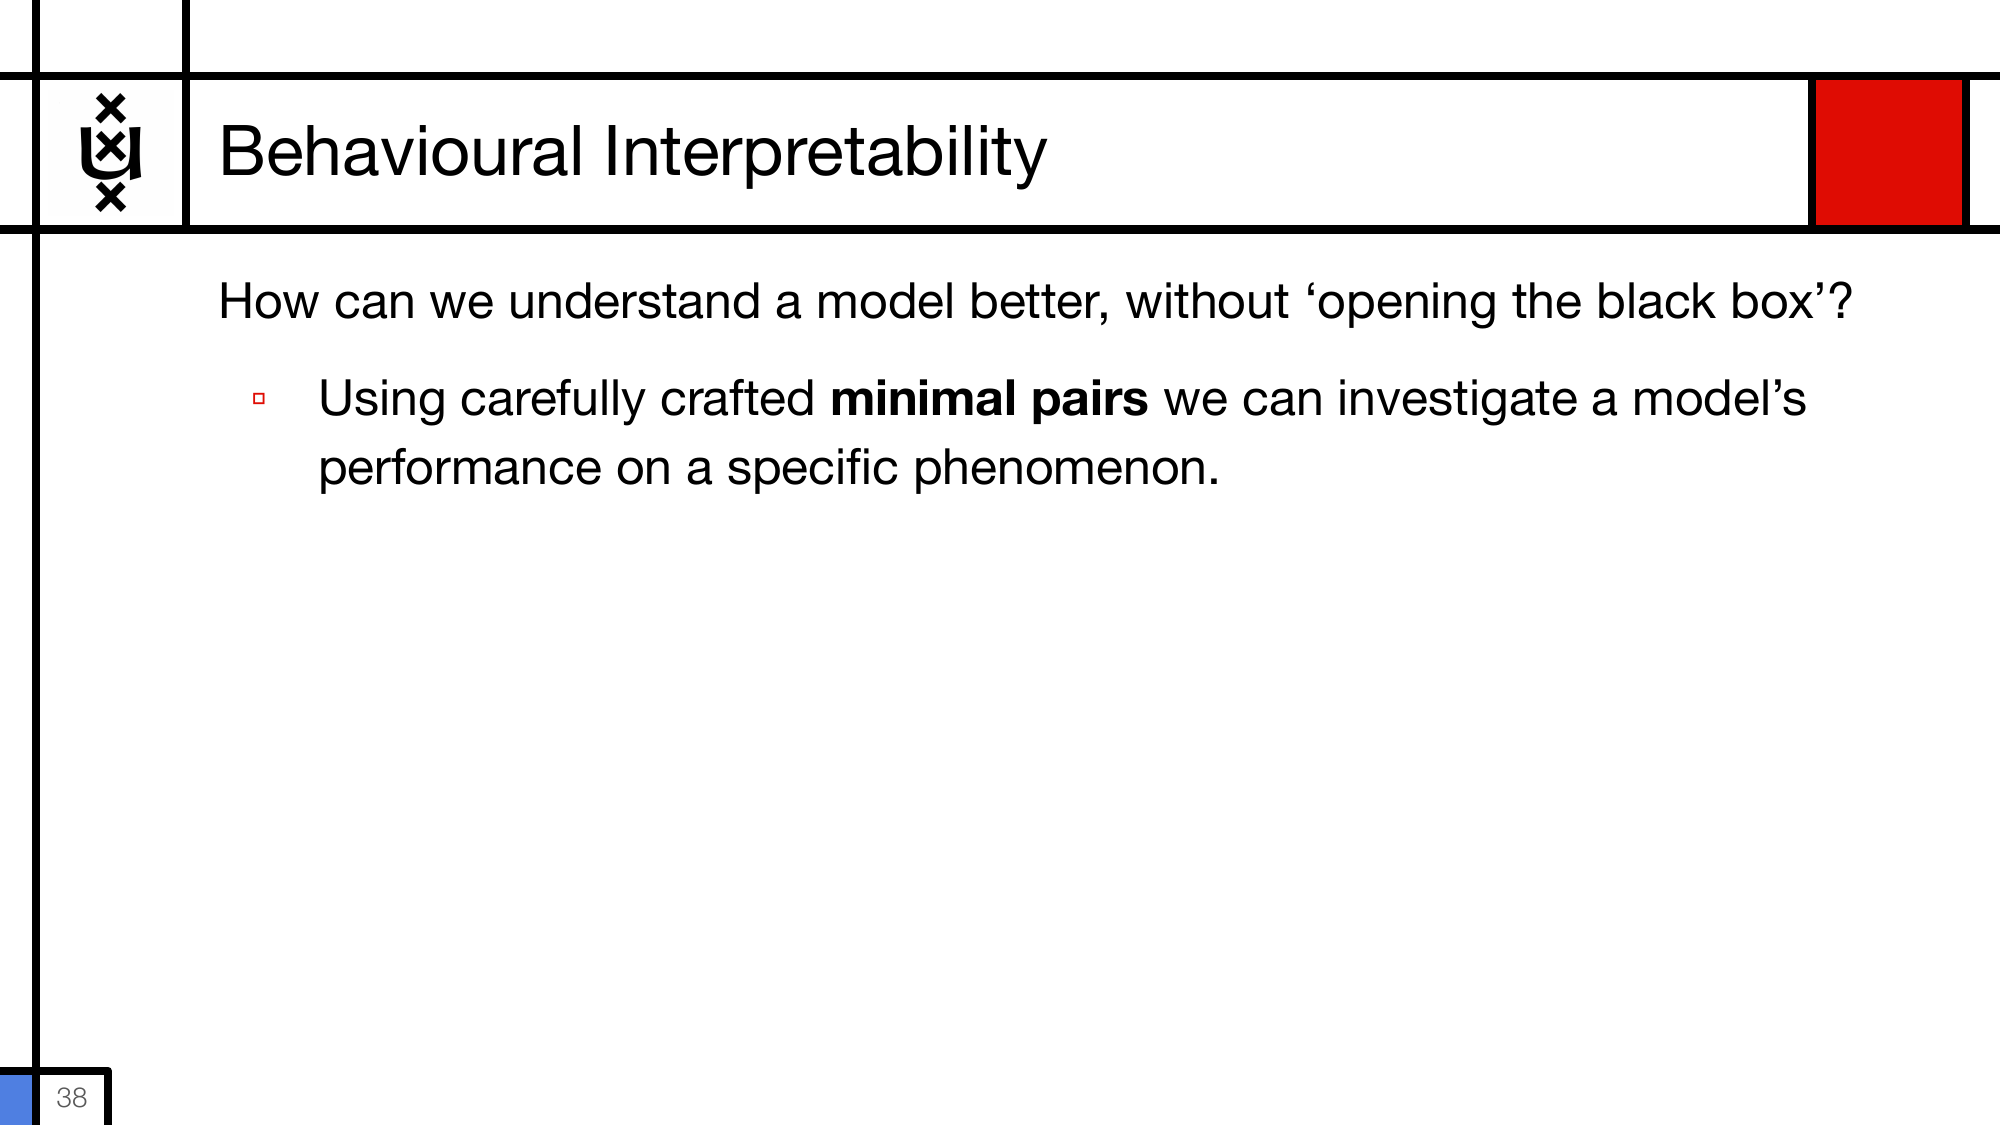 Behavioural Interpretability
How can we understand a model better, without ‘opening the black box’?
Using carefully crafted minimal pairs we can investigate a model’s
performance on a specific phenomenon.
38